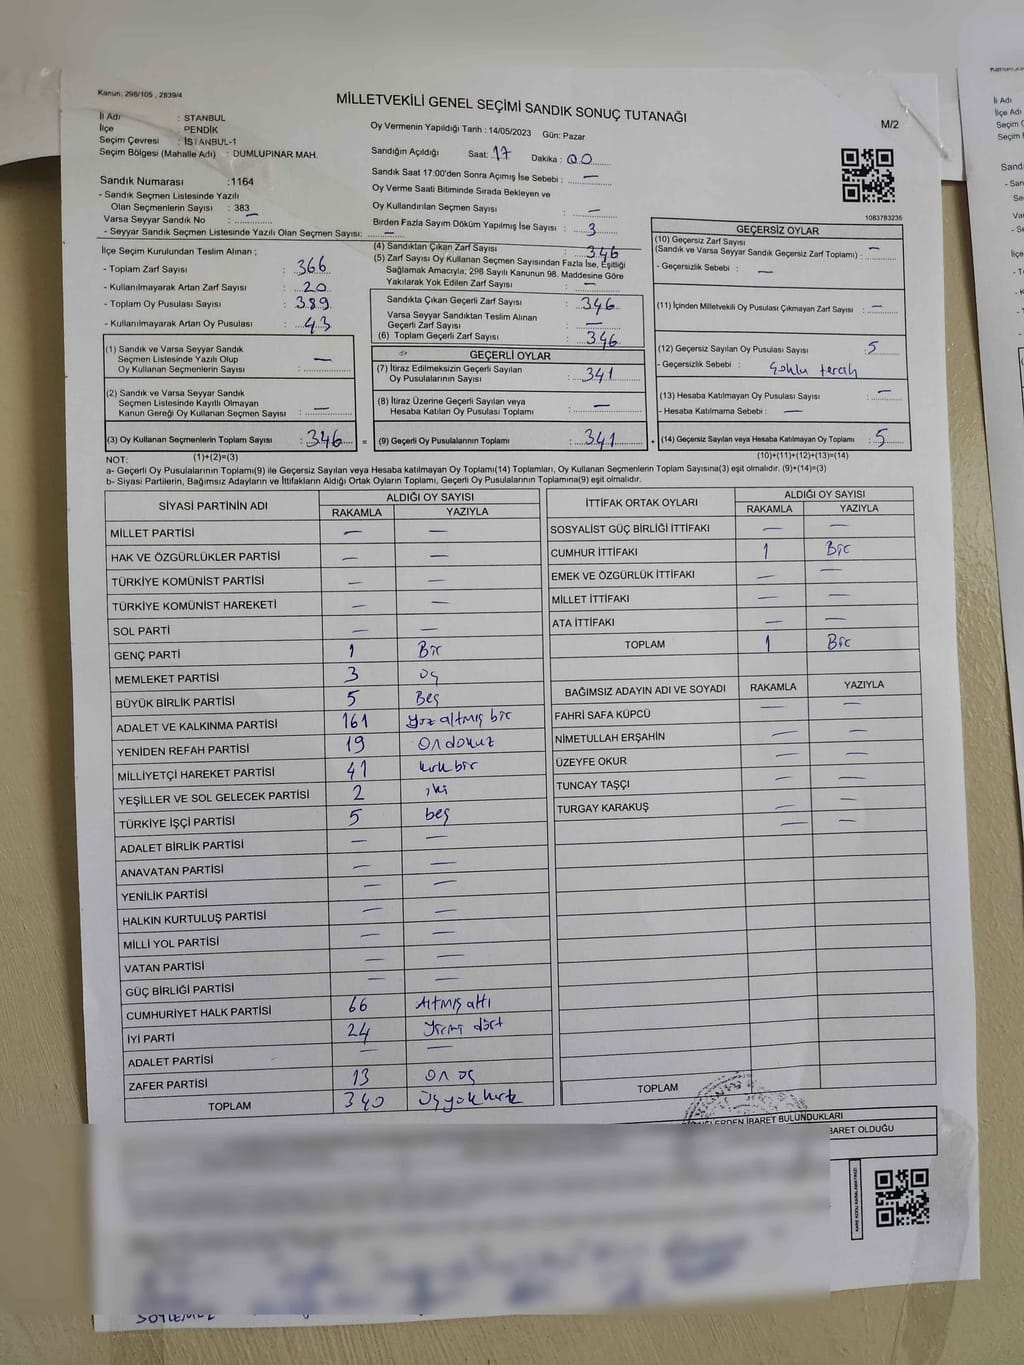 Kanun; 298/105 , 2839/4
MİLLETVEKİLİ GENEL SEÇİMİ SANDIK SONUÇ TUTANAĞI
M/2
İl Adı : İSTANBUL
İlçe : PENDİK
Seçim Çevresi : İSTANBUL-1
Seçim Bölgesi (Mahalle Adı) : DUMLUPINAR MAH.
Oy Vermenin Yapıldığı Tarih : 14/05/2023 Gün: Pazar
Sandığın Açıldığı Saat: 17 Dakika : 00
Sandık Saat 17:00'den Sonra Açımış İse Sebebi : —
Oy Verme Saati Bitiminde Sırada Bekleyen ve
Oy Kullandırılan Seçmen Sayısı : —
Birden Fazla Sayım Döküm Yapılmış İse Sayısı : 3
1083783235
Sandık Numarası :1164
- Sandık Seçmen Listesinde Yazılı
Olan Seçmenlerin Sayısı : 383
Varsa Seyyar Sandık No : —
- Seyyar Sandık Seçmen Listesinde Yazılı Olan Seçmen Sayısı: —
İlçe Seçim Kurulundan Teslim Alınan ;
- Toplam Zarf Sayısı : 366
- Kullanılmayarak Artan Zarf Sayısı : 20
- Toplam Oy Pusulası Sayısı : 389
- Kullanılmayarak Artan Oy Pusulası : 43
(1) Sandık ve Varsa Seyyar Sandık
Seçmen Listesinde Yazılı Olup
Oy Kullanan Seçmenlerin Sayısı : —
(2) Sandık ve Varsa Seyyar Sandık
Seçmen Listesinde Kayıtlı Olmayan
Kanun Gereği Oy Kullanan Seçmen Sayısı : —
(3) Oy Kullanan Seçmenlerin Toplam Sayısı : 346 =
(4) Sandıktan Çıkan Zarf Sayısı : 346
(5) Zarf Sayısı Oy Kullanan Seçmen Sayısından Fazla İse, Eşitliği
Sağlamak Amacıyla; 298 Sayılı Kanunun 98. Maddesine Göre
Yakılarak Yok Edilen Zarf Sayısı : —
Sandıkta Çıkan Geçerli Zarf Sayısı : 346
Varsa Seyyar Sandıktan Teslim Alınan
Geçerli Zarf Sayısı : —
(6) Toplam Geçerli Zarf Sayısı : 346
GEÇERLİ OYLAR
(7) İtiraz Edilmeksizin Geçerli Sayılan
Oy Pusulalarının Sayısı : 341
(8) İtiraz Üzerine Geçerli Sayılan veya
Hesaba Katılan Oy Pusulası Toplamı : —
(9) Geçerli Oy Pusulalarının Toplamı : 341 +
GEÇERSİZ OYLAR
(10) Geçersiz Zarf Sayısı
(Sandık ve Varsa Seyyar Sandık Geçersiz Zarf Toplamı) : —
- Geçersizlik Sebebi : —
(11) İçinden Milletvekili Oy Pusulası Çıkmayan Zarf Sayısı : —
(12) Geçersiz Sayılan Oy Pusulası Sayısı : 5
- Geçersizlik Sebebi : Çoklu tercih
(13) Hesaba Katılmayan Oy Pusulası Sayısı : —
- Hesaba Katılmama Sebebi : —
(14) Geçersiz Sayılan veya Hesaba Katılmayan Oy Toplamı : 5
NOT: (1)+(2)=(3) (10)+(11)+(12)+(13)=(14)
a- Geçerli Oy Pusulalarının Toplamı(9) ile Geçersiz Sayılan veya Hesaba katılmayan Oy Toplamı(14) Toplamları, Oy Kullanan Seçmenlerin Toplam Sayısına(3) eşit olmalıdır. (9)+(14)=(3)
b- Siyasi Partilerin, Bağımsız Adayların ve İttifakların Aldığı Ortak Oyların Toplamı, Geçerli Oy Pusulalarının Toplamına(9) eşit olmalıdır.
SİYASİ PARTİNİN ADI ALDIĞI OY SAYISI
RAKAMLA YAZIYLA
MİLLET PARTİSİ — —
HAK VE ÖZGÜRLÜKLER PARTİSİ — —
TÜRKİYE KOMÜNİST PARTİSİ — —
TÜRKİYE KOMÜNİST HAREKETİ — —
SOL PARTİ — —
GENÇ PARTİ 1 Bir
MEMLEKET PARTİSİ 3 üç
BÜYÜK BİRLİK PARTİSİ 5 Beş
ADALET VE KALKINMA PARTİSİ 161 yüz altmış bir
YENİDEN REFAH PARTİSİ 19 On dokuz
MİLLİYETÇİ HAREKET PARTİSİ 41 kırk bir
YEŞİLLER VE SOL GELECEK PARTİSİ 2 iki
TÜRKİYE İŞÇİ PARTİSİ 5 beş
ADALET BİRLİK PARTİSİ — —
ANAVATAN PARTİSİ — —
YENİLİK PARTİSİ — —
HALKIN KURTULUŞ PARTİSİ — —
MİLLİ YOL PARTİSİ — —
VATAN PARTİSİ — —
GÜÇ BİRLİĞİ PARTİSİ — —
CUMHURİYET HALK PARTİSİ 66 Altmış altı
İYİ PARTİ 24 Yirmi dört
ADALET PARTİSİ — —
ZAFER PARTİSİ 13 on üç
TOPLAM 340 Üçyüz kırk
İTTİFAK ORTAK OYLARI ALDIĞI OY SAYISI
RAKAMLA YAZIYLA
SOSYALİST GÜÇ BİRLİĞİ İTTİFAKI — —
CUMHUR İTTİFAKI 1 Bir
EMEK VE ÖZGÜRLÜK İTTİFAKI — —
MİLLET İTTİFAKI — —
ATA İTTİFAKI — —
TOPLAM 1 Bir
BAĞIMSIZ ADAYIN ADI VE SOYADI RAKAMLA YAZIYLA
FAHRİ SAFA KÜPCÜ — —
NİMETULLAH ERŞAHİN — —
ÜZEYFE OKUR — —
TUNCAY TAŞÇI — —
TURGAY KARAKUŞ — —
— —
TOPLAM
İBARET BULUNDUKLARI
BARET OLDUĞU